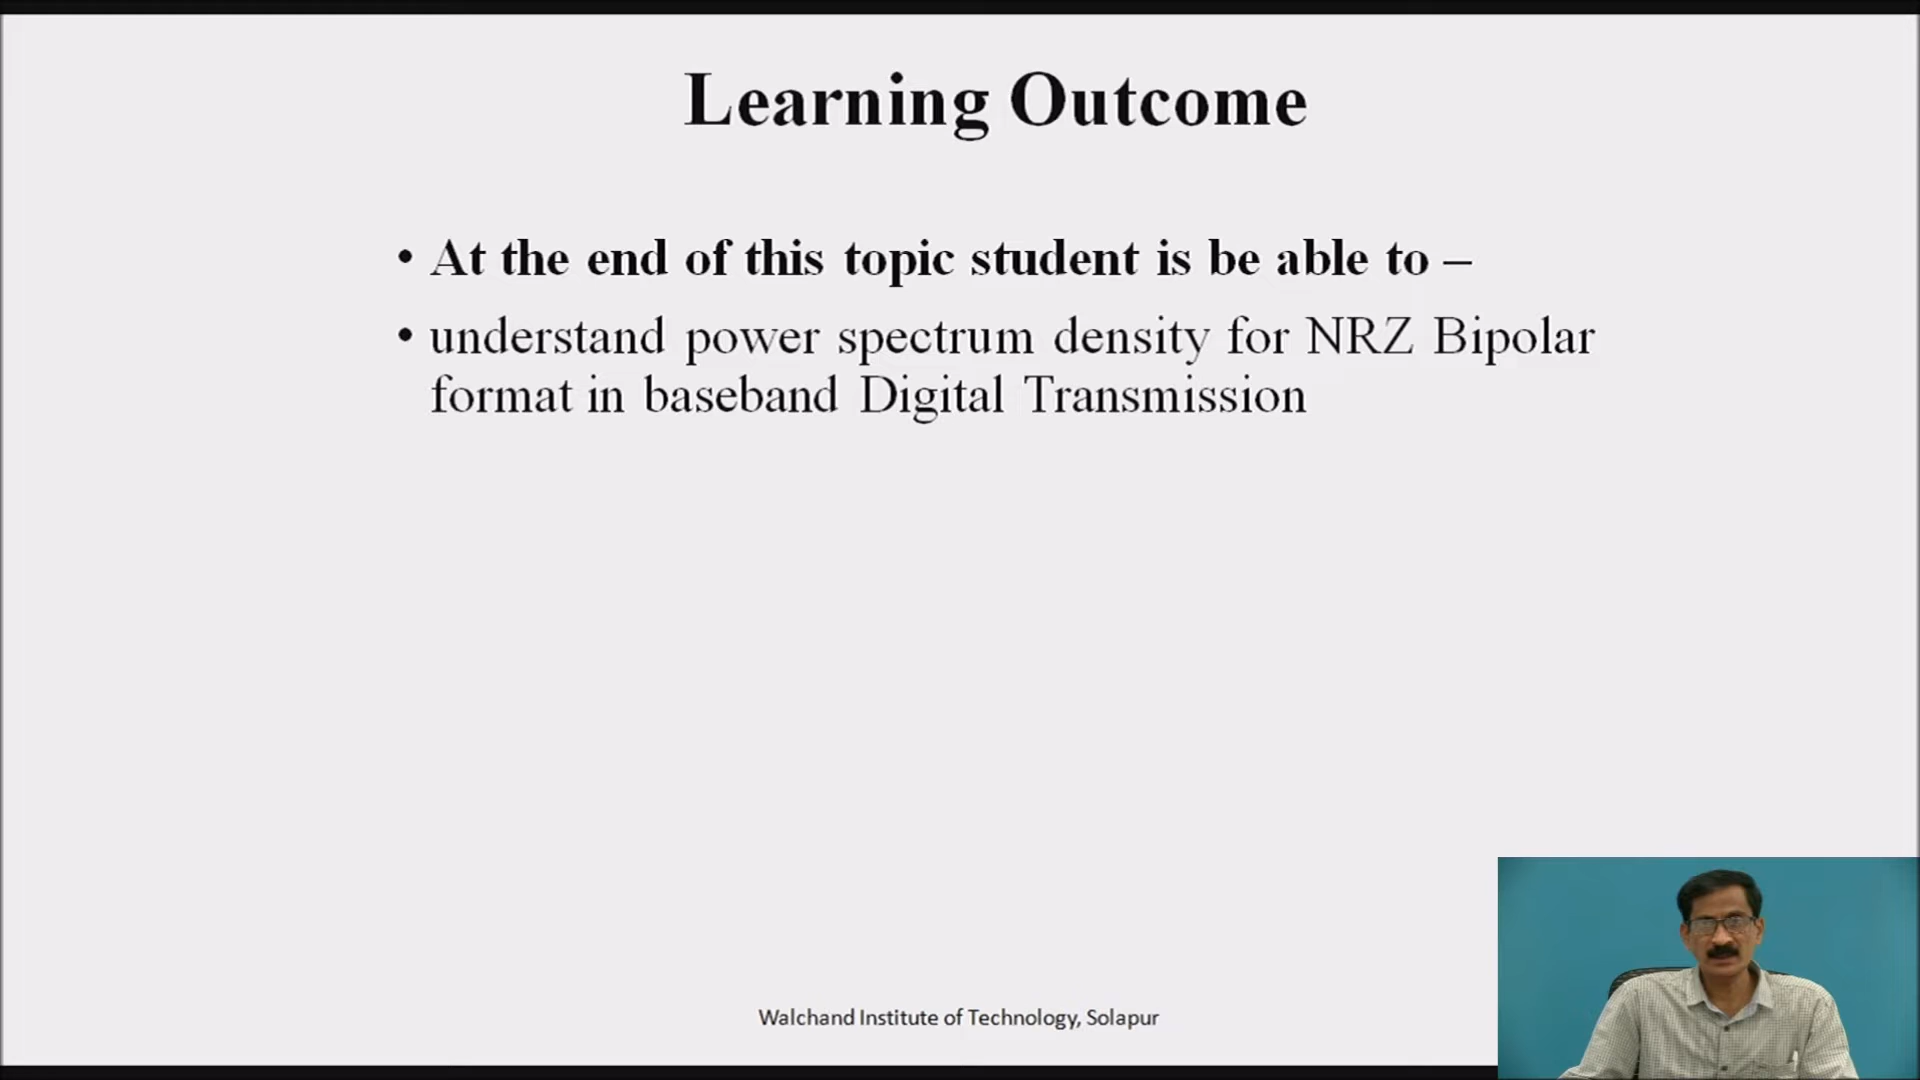 Learning Outcome
• At the end of this topic student is be able to –
• understand power spectrum density for NRZ Bipolar
format in baseband Digital Transmission
Walchand Institute of Technology, Solapur